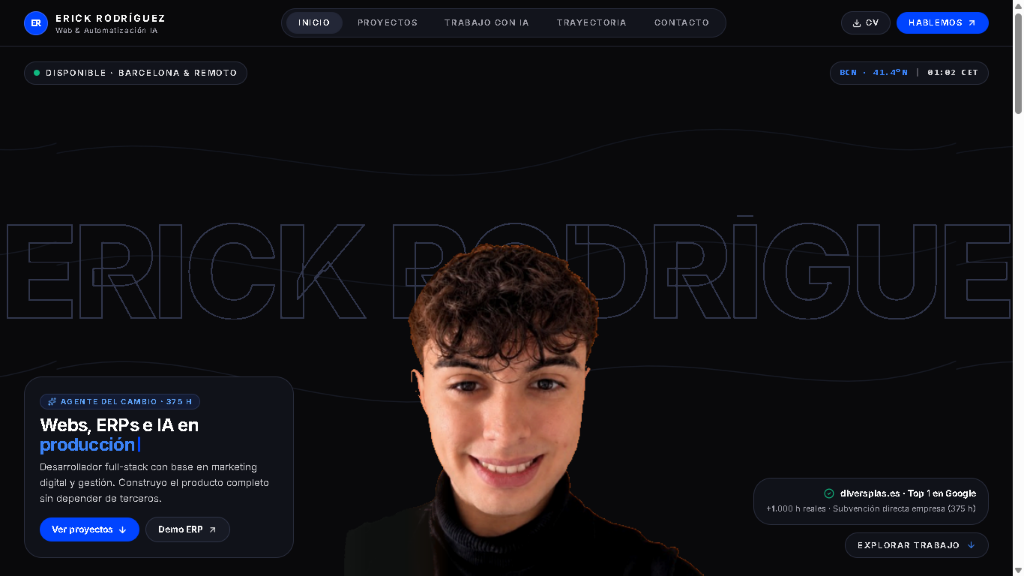 ER
ERICK RODRÍGUEZ
Web & Automatización IA
INICIO
PROYECTOS
TRABAJO CON IA
TRAYECTORIA
CONTACTO
CV
HABLEMOS
DISPONIBLE · BARCELONA & REMOTO
BCN · 41.4°N | 01:02 CET
ERICK RODRÍGUE
AGENTE DEL CAMBIO · 375 H
Webs, ERPs e IA en
producción
Desarrollador full-stack con base en marketing
digital y gestión. Construyo el producto completo
sin depender de terceros.
Ver proyectos ↓
Demo ERP ↗
diverspias.es · Top 1 en Google
+1.000 h reales · Subvención directa empresa (375 h)
EXPLORAR TRABAJO ↓